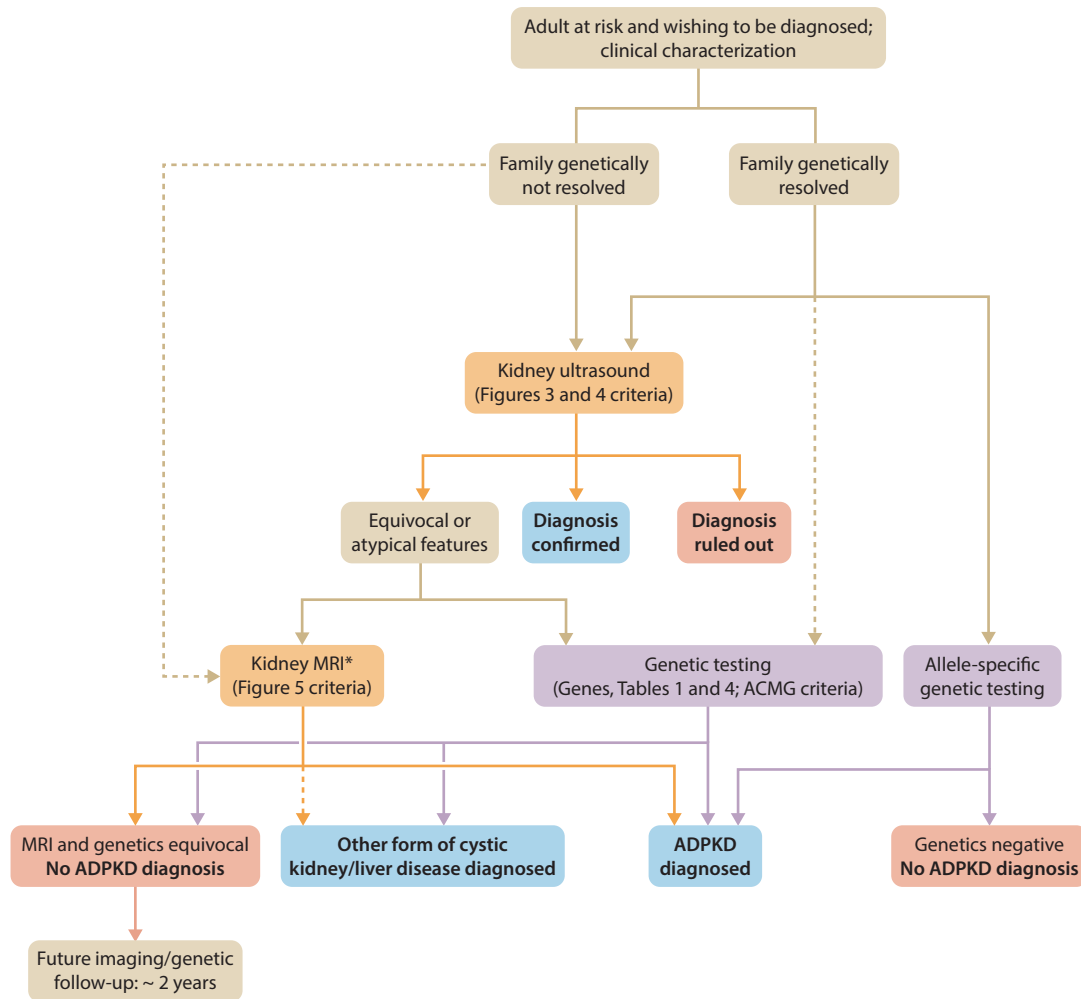 Adult at risk and wishing to be diagnosed;
clinical characterization
Family genetically
not resolved
Family genetically
resolved
Kidney ultrasound
(Figures 3 and 4 criteria)
Equivocal or
atypical features
Diagnosis
confirmed
Diagnosis
ruled out
Kidney MRI*
(Figure 5 criteria)
Genetic testing
(Genes, Tables 1 and 4; ACMG criteria)
Allele-specific
genetic testing
MRI and genetics equivocal
No ADPKD diagnosis
Other form of cystic
kidney/liver disease diagnosed
ADPKD
diagnosed
Genetics negative
No ADPKD diagnosis
Future imaging/genetic
follow-up: ~ 2 years